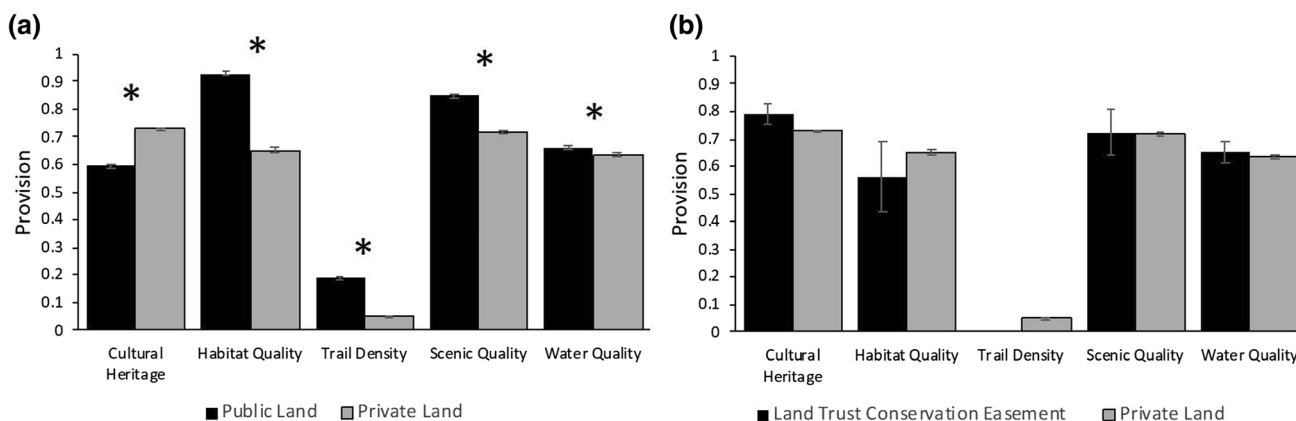 (a)
Provision
1
0.9
0.8
0.7
0.6
0.5
0.4
0.3
0.2
0.1
0
*
*
*
*
*
Cultural Heritage
Habitat Quality
Trail Density
Scenic Quality
Water Quality
Public Land
Private Land
(b)
Provision
1
0.9
0.8
0.7
0.6
0.5
0.4
0.3
0.2
0.1
0
Cultural
Heritage
Habitat Quality
Trail Density
Scenic Quality
Water Quality
Land Trust Conservation Easement
Private Land